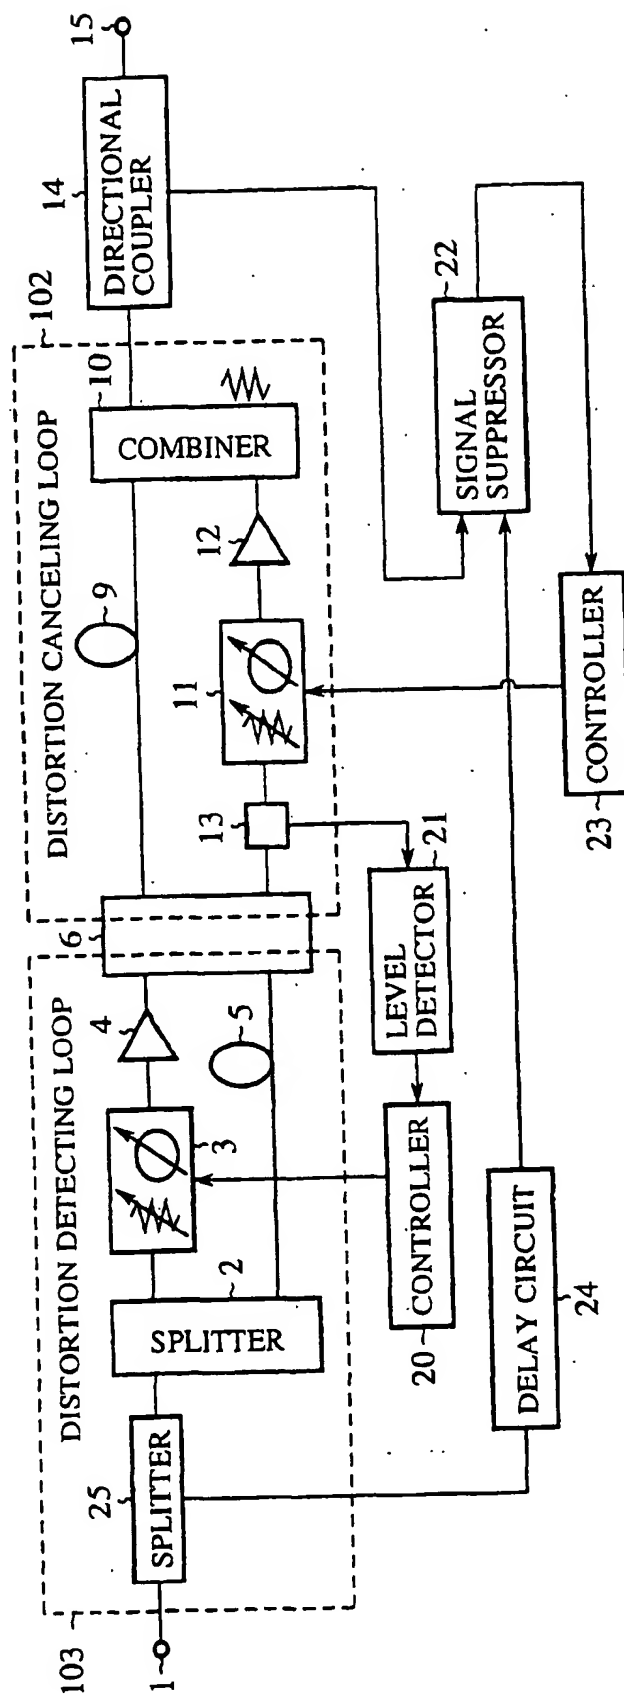 103
1
25
SPLITTER
DISTORTION DETECTING LOOP
SPLITTER
2
3
4
5
6
DISTORTION CANCELING LOOP
102
9
10
COMBINER
11
12
13
14
DIRECTIONAL
COUPLER
15
20
CONTROLLER
LEVEL
DETECTOR
21
SIGNAL
SUPPRESSOR
22
23
CONTROLLER
DELAY CIRCUIT
24